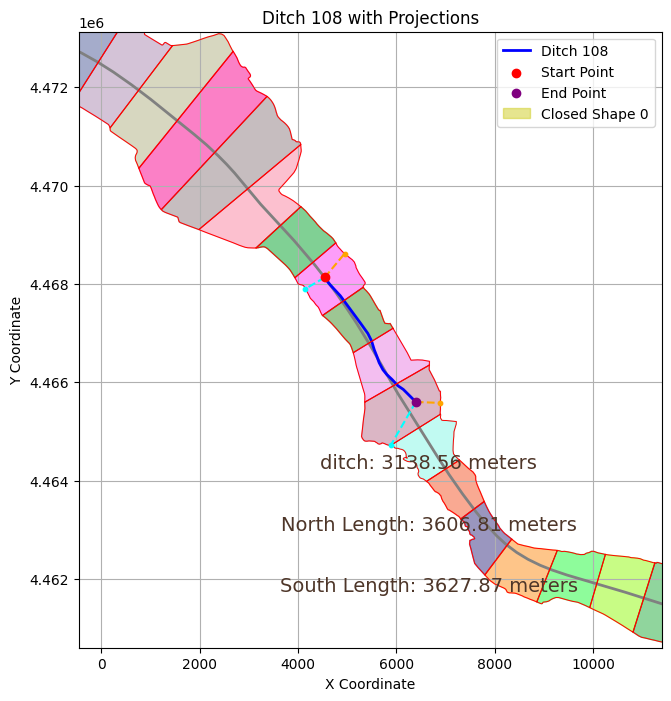 Ditch 108 with Projections
1e6
Ditch 108
Start Point
End Point
Closed Shape 0
4.472
4.470
4.468
4.466
4.464
4.462
Y Coordinate
ditch: 3138.56 meters
North Length: 3606.81 meters
South Length: 3627.87 meters
0 2000 4000 6000 8000 10000
X Coordinate